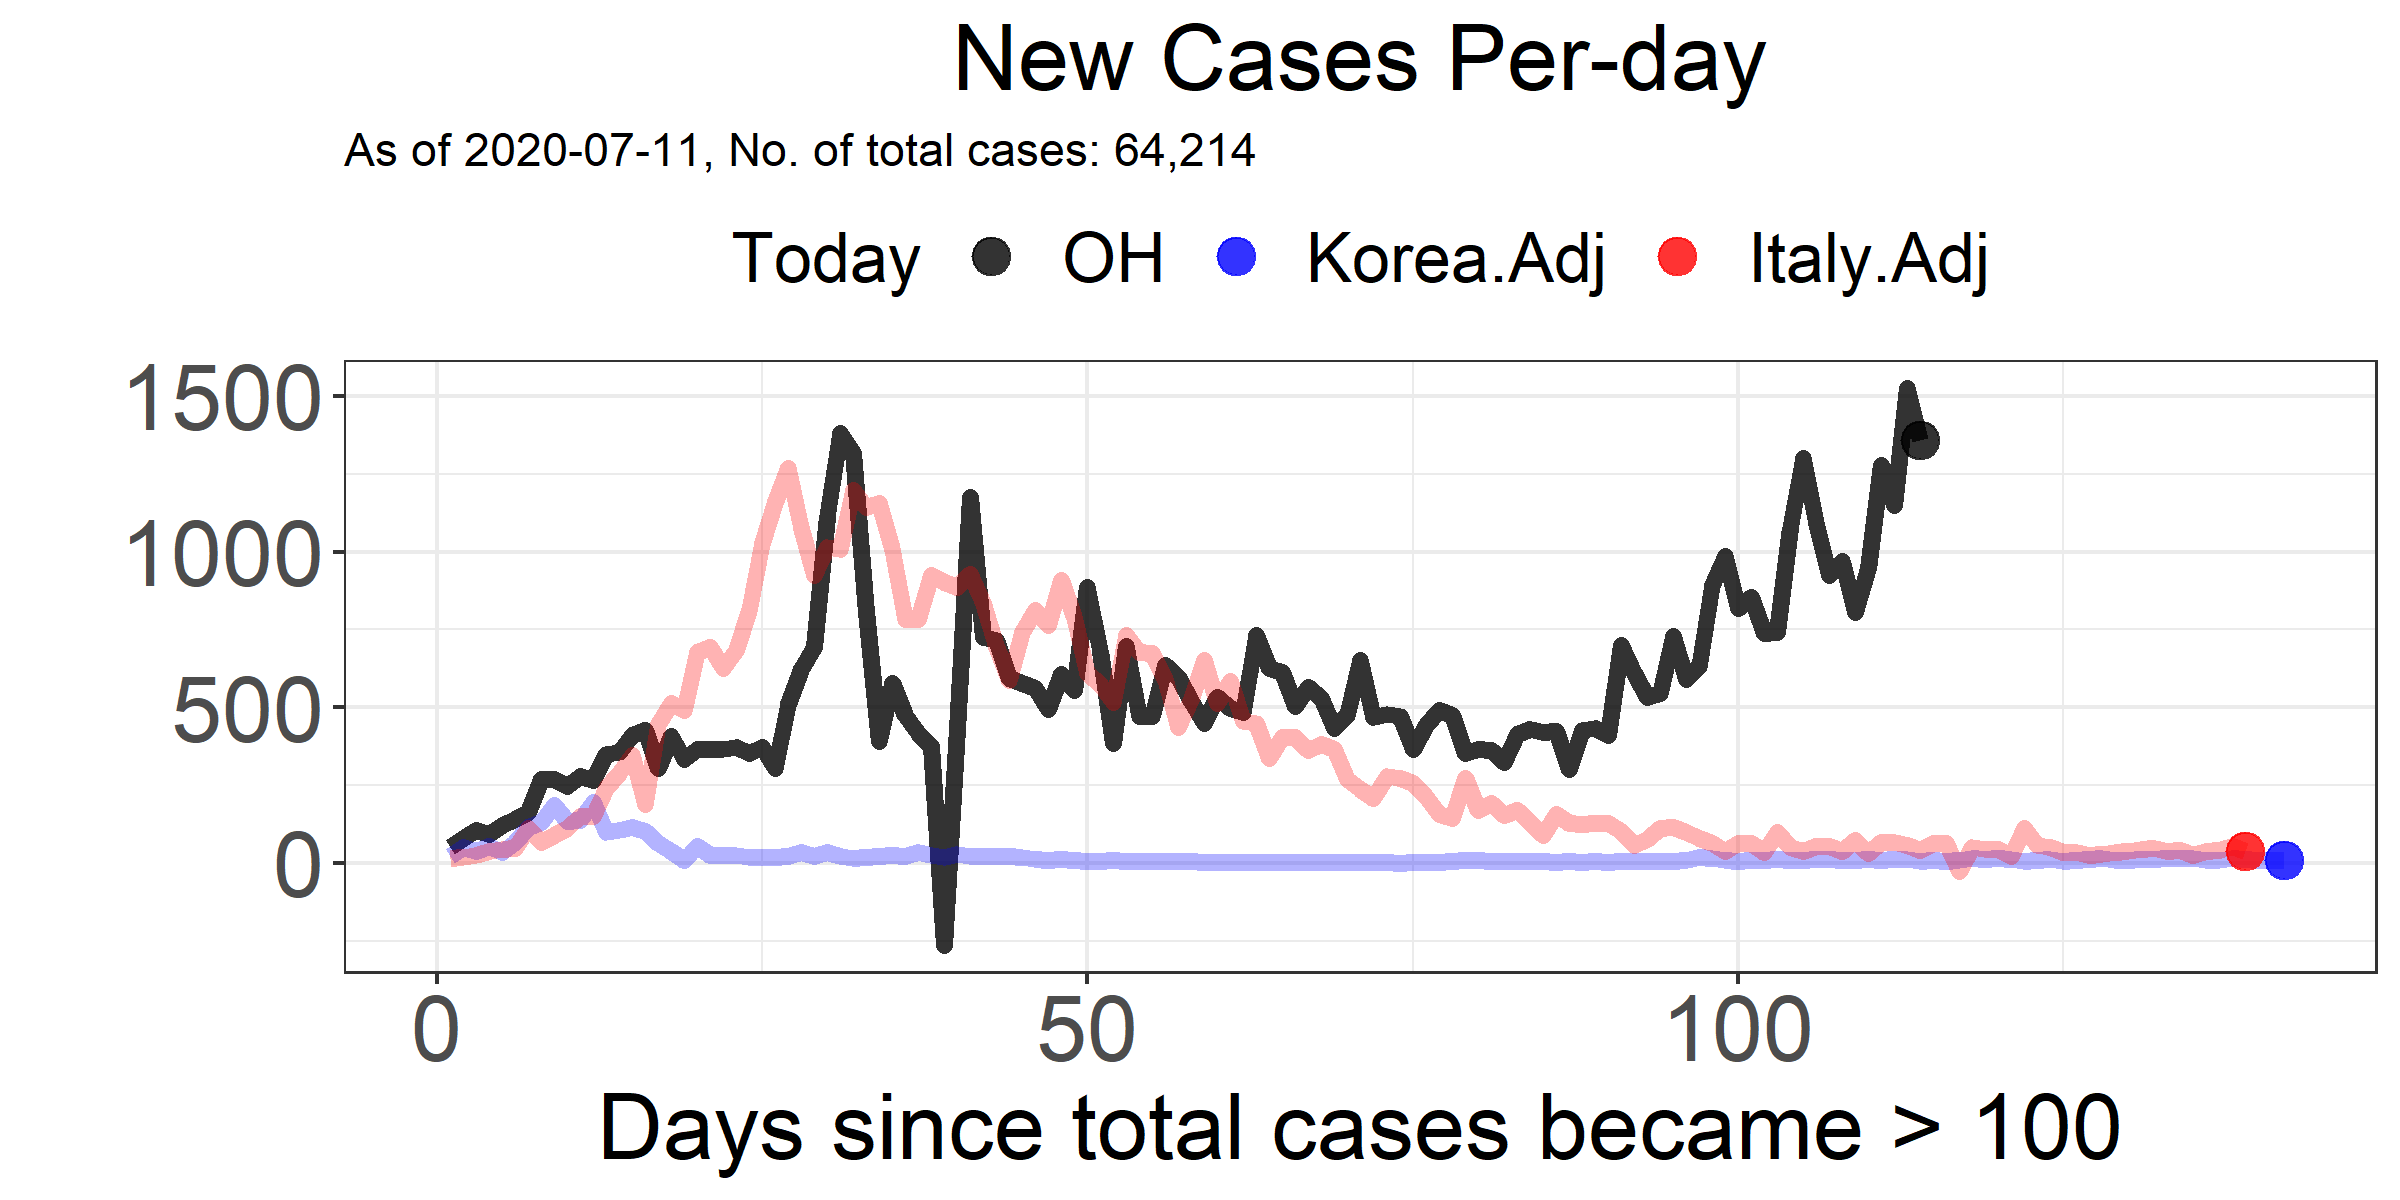 New Cases Per-day
As of 2020-07-11, No. of total cases: 64,214
Today OH Korea.Adj Italy.Adj
1500
1000
500
0
0 50 100
Days since total cases became > 100